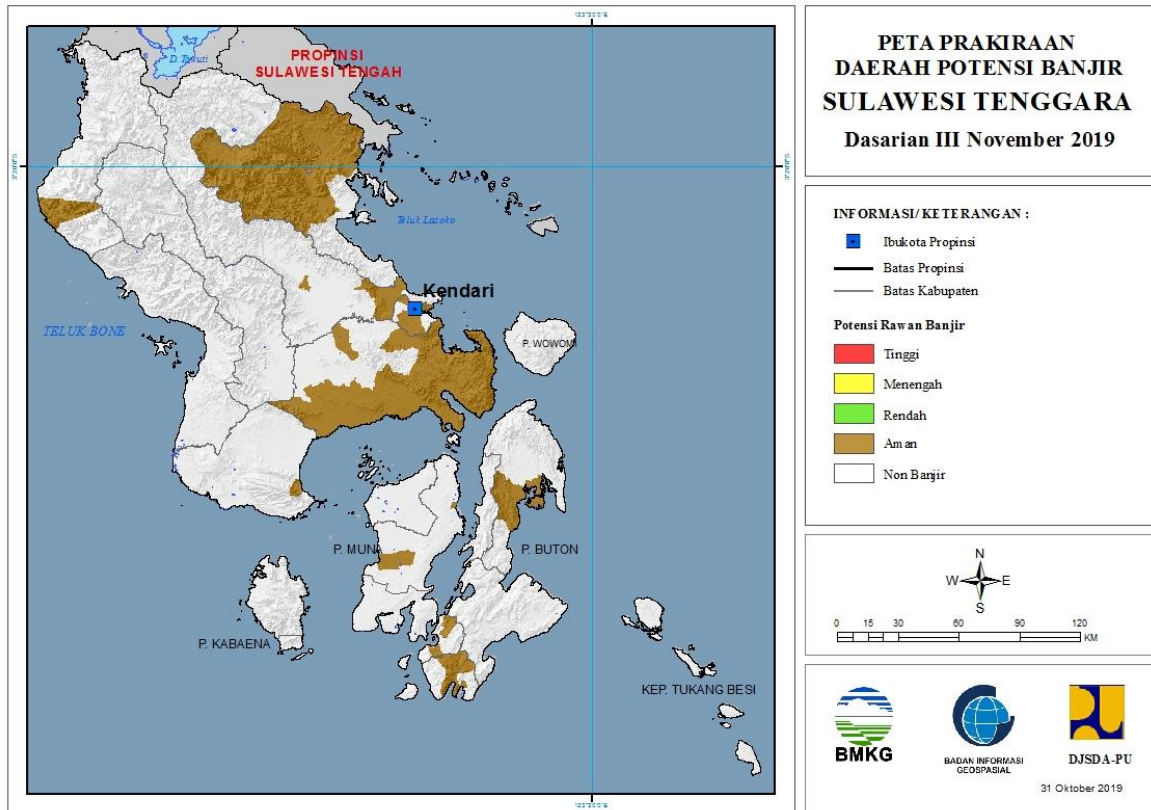 PETA PRAKIRAAN
DAERAH POTENSI BANJIR
SULAWESI TENGGARA
Dasarian III November 2019
INFORMASI/ KETERANGAN :
Ibukota Propinsi
Batas Propinsi
Batas Kabupaten
Potensi Rawan Banjir
Tinggi
Menengah
Rendah
Aman
Non Banjir
N
W
E
S
0 15 30 60 90 120
KM
BMKG
BADAN INFORMASI
GEOSPASIAL
DJSDA-PU
31 Oktober 2019
PROPINSI
SULAWESI TENGAH
Kendari
TELUK BONE
P. WOWONI
P. MUNA
P. BUTON
P. KABAENA
KEP. TUKANG BESI